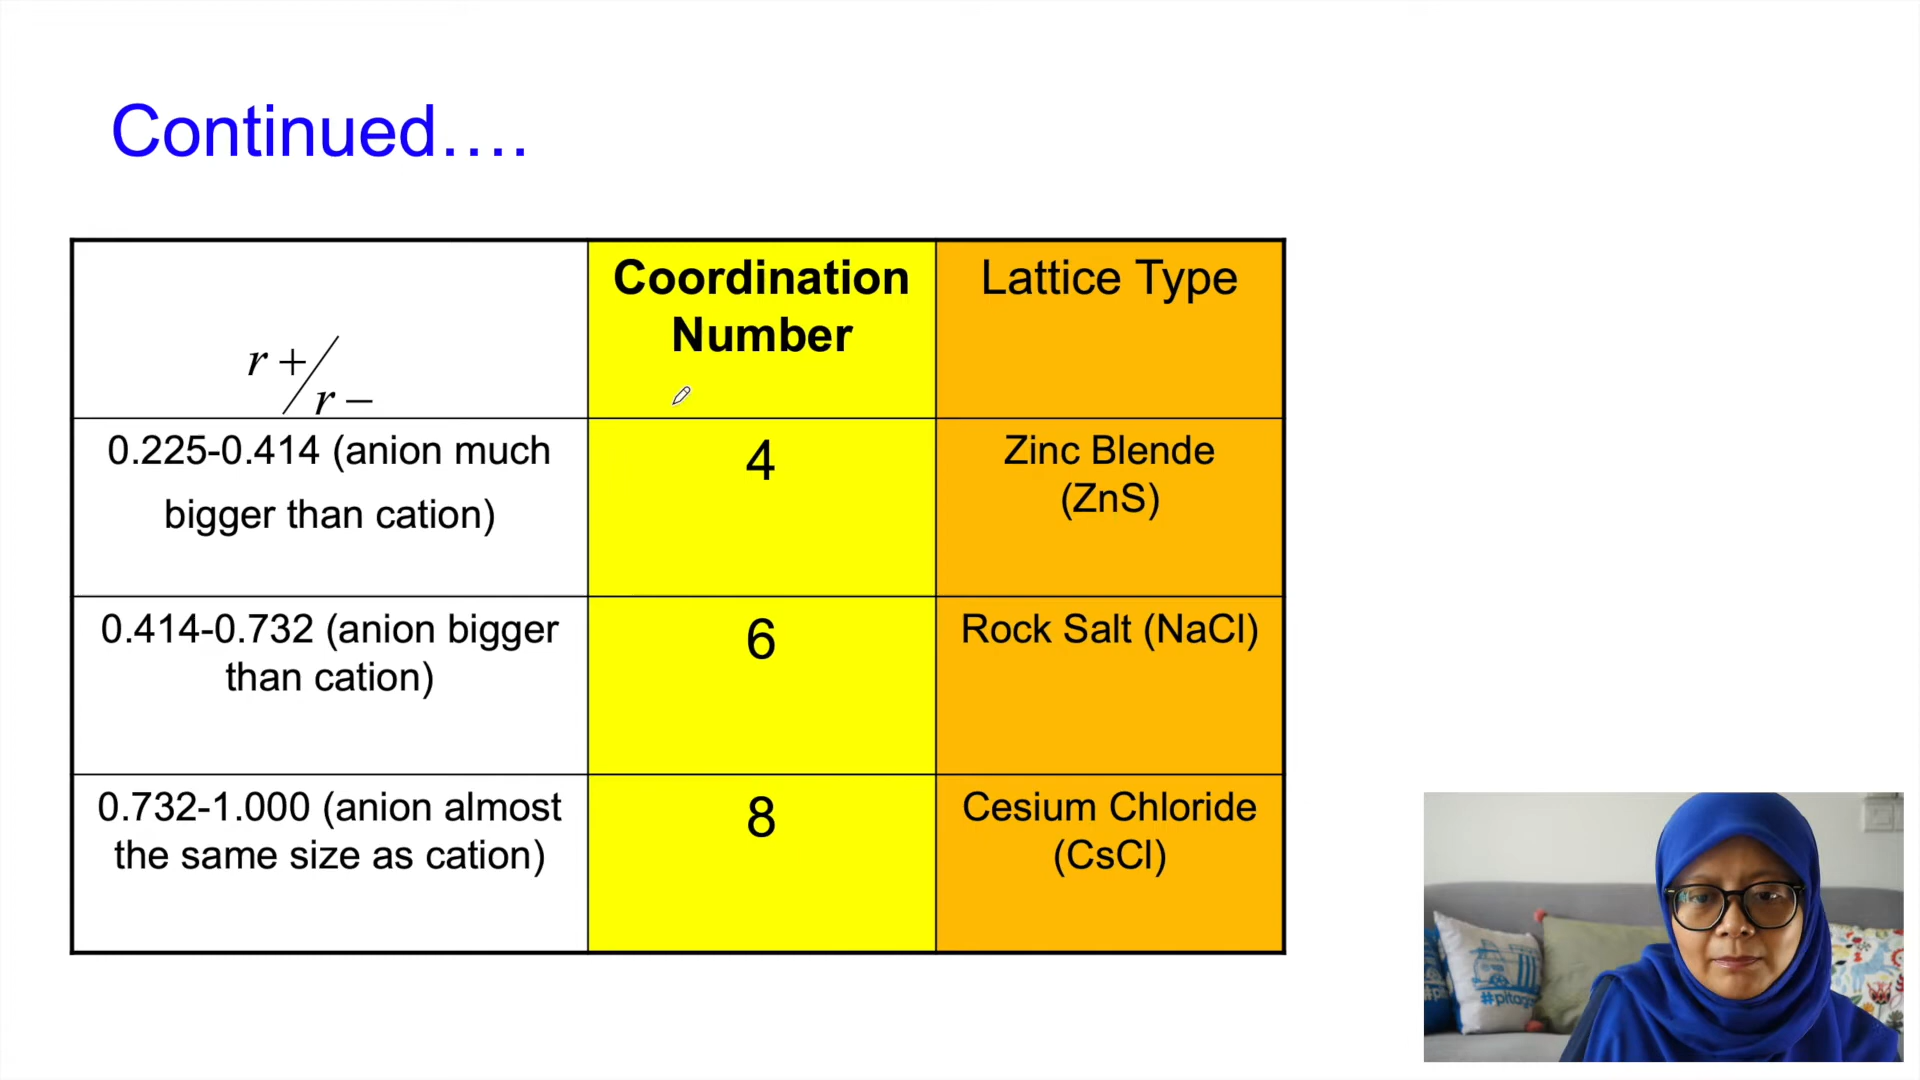 Continued….
r +/r −
Coordination
Number
Lattice Type
0.225-0.414 (anion much
bigger than cation)
4
Zinc Blende
(ZnS)
0.414-0.732 (anion bigger
than cation)
6
Rock Salt (NaCl)
0.732-1.000 (anion almost
the same size as cation)
8
Cesium Chloride
(CsCl)